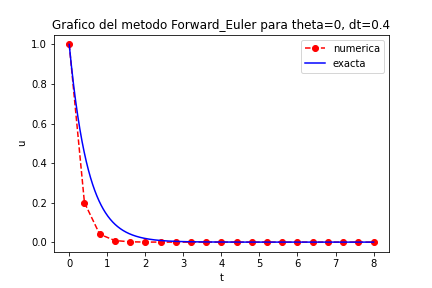 Grafico del metodo Forward_Euler para theta=0, dt=0.4
numerica
exacta
1.0
0.8
0.6
0.4
0.2
0.0
u
0 1 2 3 4 5 6 7 8
t